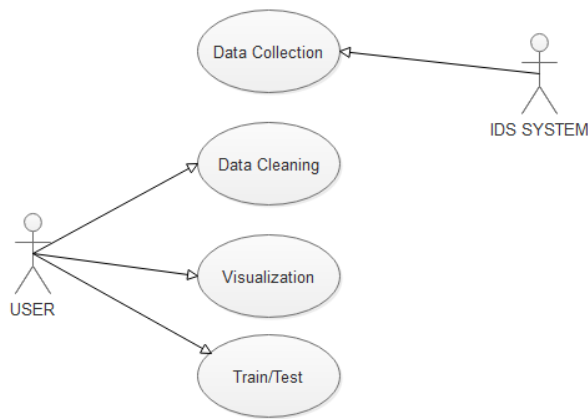 Data Collection
IDS SYSTEM
Data Cleaning
Visualization
USER
Train/Test